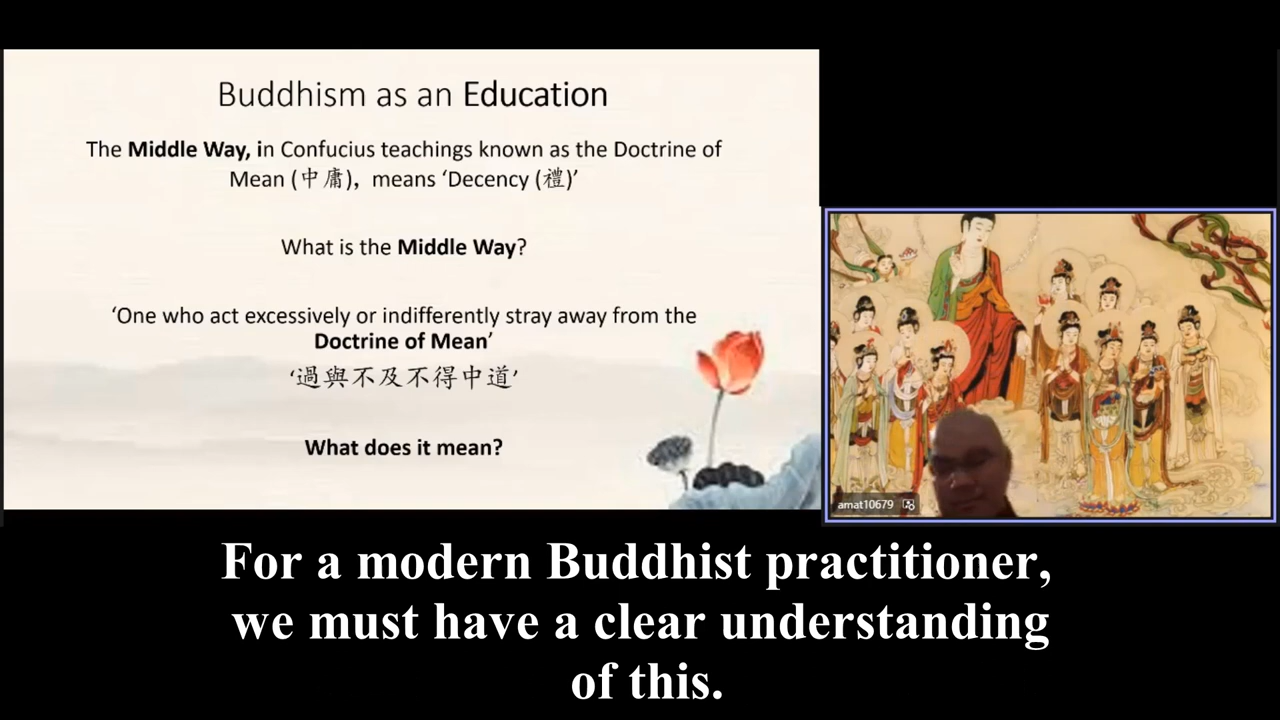 Buddhism as an Education
The Middle Way, in Confucius teachings known as the Doctrine of
Mean (中庸), means ‘Decency (禮)’
What is the Middle Way?
‘One who act excessively or indifferently stray away from the
Doctrine of Mean’
‘過與不及不得中道’
What does it mean?
amat10679
For a modern Buddhist practitioner,
we must have a clear understanding
of this.